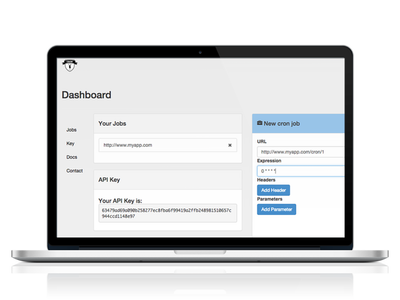 Dashboard
Jobs
Key
Docs
Contact
Your Jobs
http://www.myapp.com
×
API Key
Your API Key is:
New cron job
URL
http://www.myapp.com/cron/1
Expression
0 * * * *
Headers
Add Header
Parameters
Add Parameter